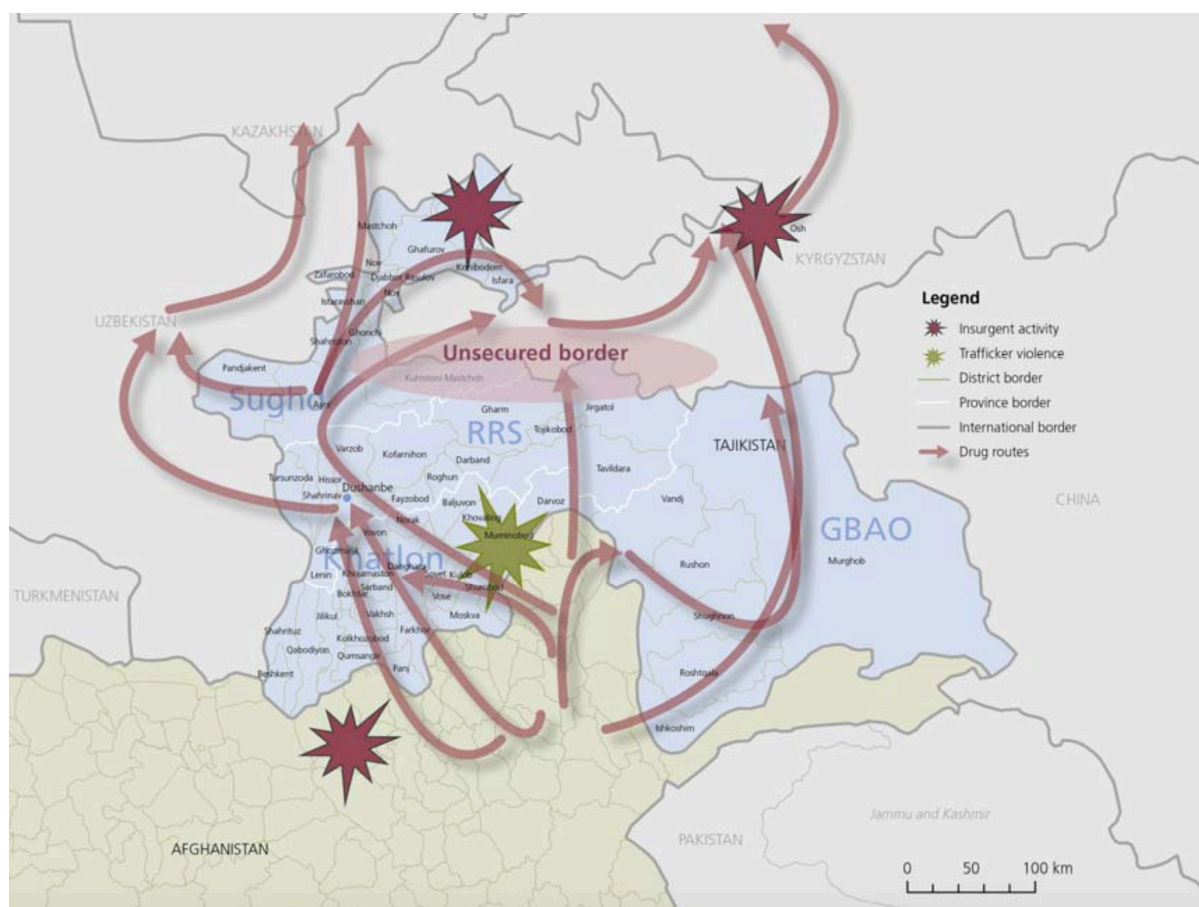 KAZAKHSTAN
Mastchoh
Osh
Ghafurov
KYRGYZSTAN
Nov
Konibodom
Zafarobod
Djabbor Rasulov
Isfara
Nov
Istaravshan
UZBEKISTAN
Ghonchi
Shahriston
Unsecured border
Pandjakent
Kuhistoni Mastchoh
Sughd
Ayni
Gharm
Jirgatol
RRS
Tojikobod
TAJIKISTAN
Varzob
Kofarnihon
Darband
Tavildara
Tursunzoda
Hissor
Roghun
Dushanbe
Shahrinav
Fayzobod
Baljuvon
Darvoz
Vandj
CHINA
Norak
Khovaling
GBAO
Yovon
Muminobod
Ghozimalik
Khatlon
Murghob
Rushon
Danghara
Lenin
Khojamaston
Sovet
Kulob
Sarband
Shurobod
TURKMENISTAN
Bokhtar
Vose
Jilikul
Vakhsh
Moskva
Shughnon
Shahrituz
Farkhor
Kolkhozobod
Qabodiyon
Qumsangir
Panj
Beshkent
Roshtqala
Ishkoshim
Jammu and Kashmir
PAKISTAN
AFGHANISTAN
Legend
Insurgent activity
Trafficker violence
District border
Province border
International border
Drug routes
0 50 100 km